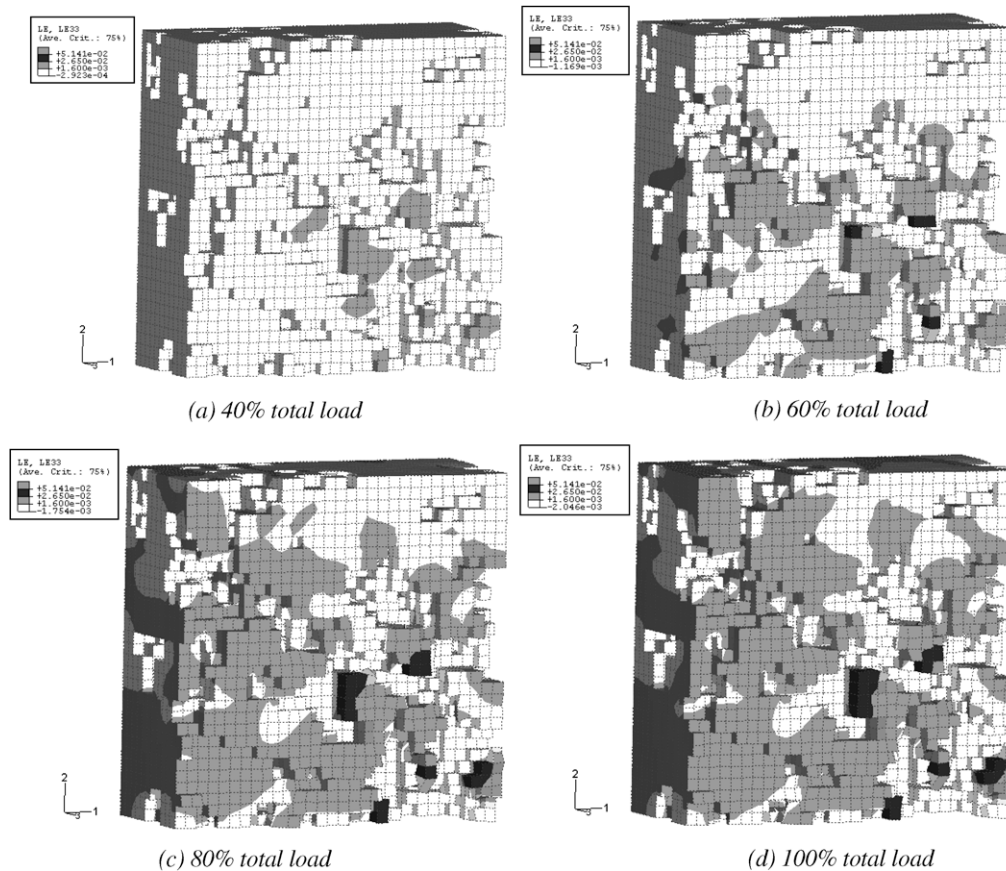 LE, LE33
(Ave. Crit.: 75%)
+5.141e-02
+2.650e-02
+1.600e-03
-2.923e-04
2
1
3
(a) 40% total load
LE, LE33
(Ave. Crit.: 75%)
+5.141e-02
+2.650e-02
+1.600e-03
-1.169e-03
2
1
3
(b) 60% total load
LE, LE33
(Ave. Crit.: 75%)
+5.141e-02
+2.650e-02
+1.600e-03
-1.754e-03
2
1
3
(c) 80% total load
LE, LE33
(Ave. Crit.: 75%)
+5.141e-02
+2.650e-02
+1.600e-03
-2.046e-03
2
1
3
(d) 100% total load